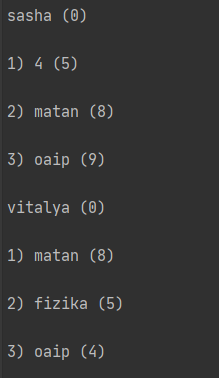 sasha (0)
1) 4 (5)
2) matan (8)
3) oaip (9)
vitalya (0)
1) matan (8)
2) fizika (5)
3) oaip (4)